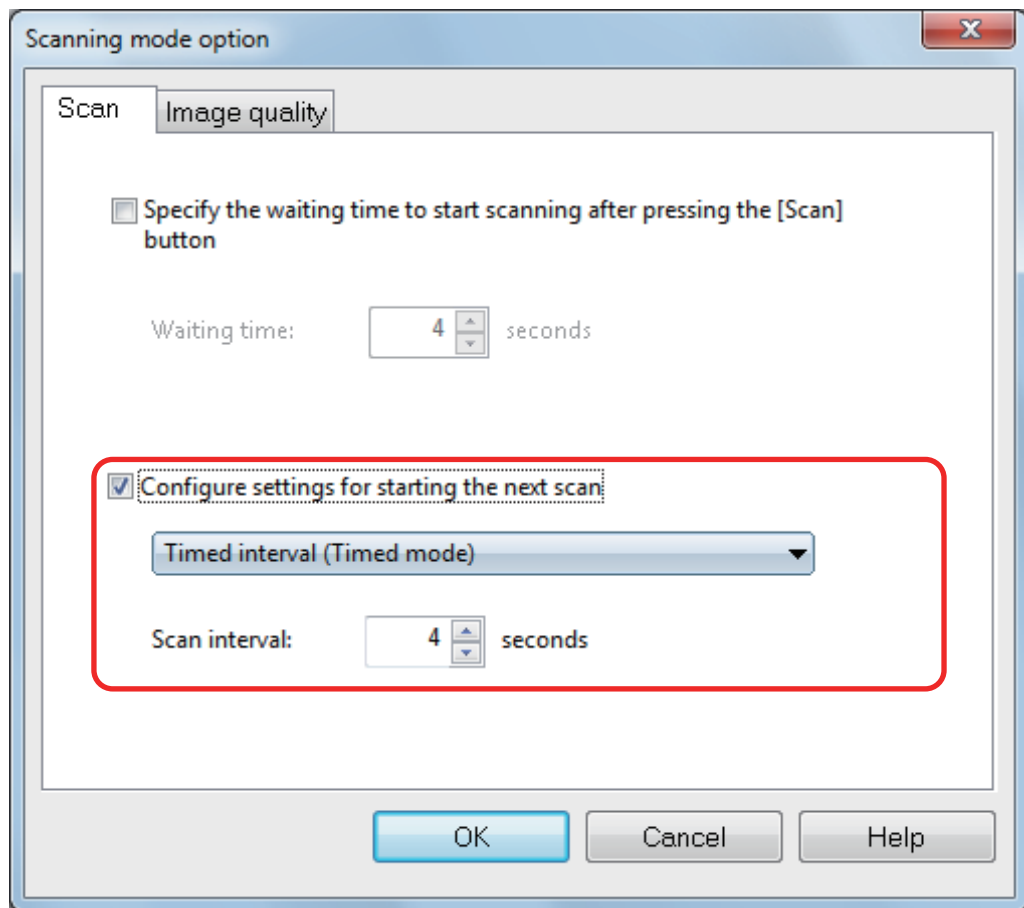 Scanning mode option
Scan
Image quality
Specify the waiting time to start scanning after pressing the [Scan]
button
Waiting time: 4 seconds
Configure settings for starting the next scan
Timed interval (Timed mode)
Scan interval: 4 seconds
OK Cancel Help